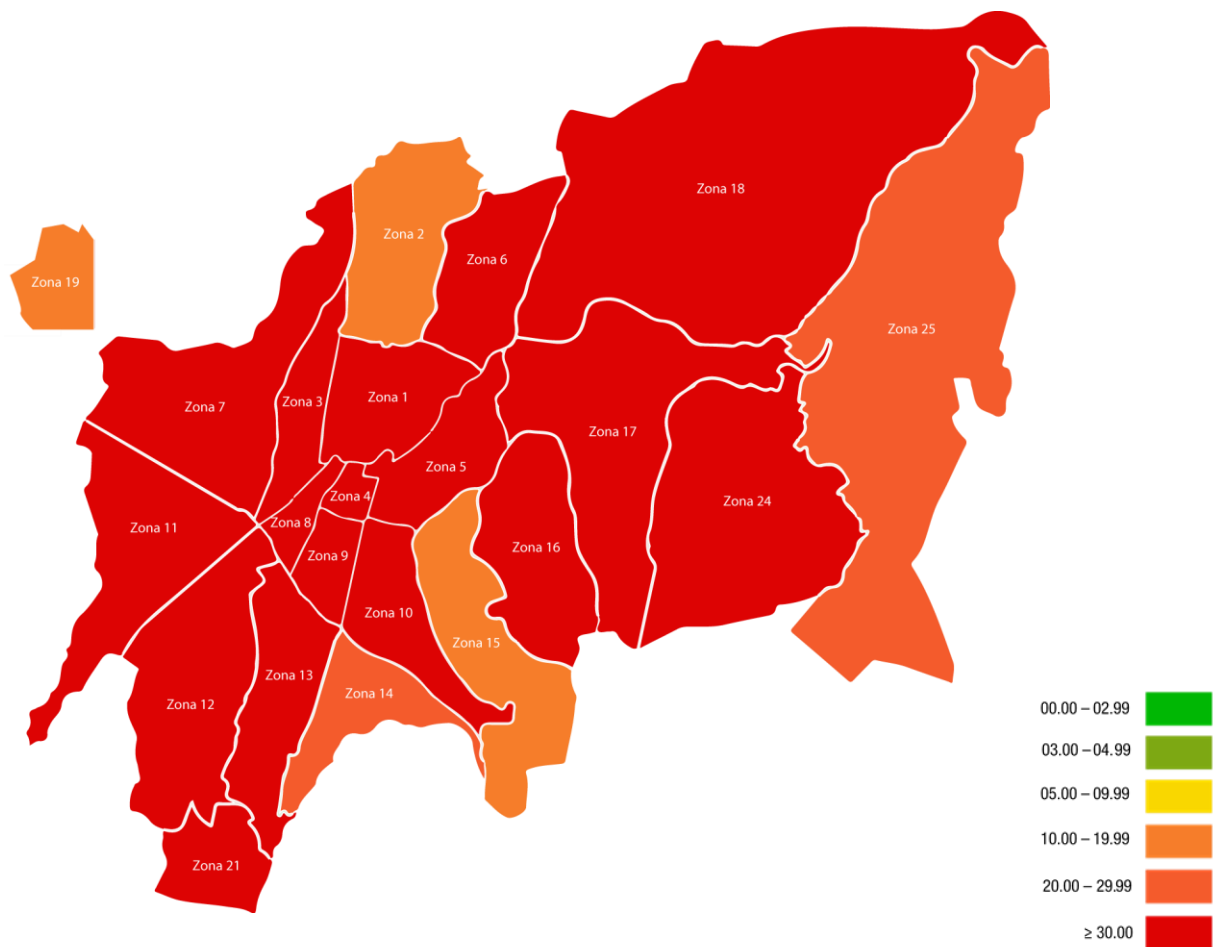 Zona 18
Zona 2
Zona 6
Zona 19
Zona 25
Zona 3
Zona 1
Zona 7
Zona 17
Zona 5
Zona 4
Zona 24
Zona 8
Zona 11
Zona 16
Zona 9
Zona 10
Zona 15
Zona 13
Zona 14
Zona 12
Zona 21
00.00 – 02.99
03.00 – 04.99
05.00 – 09.99
10.00 – 19.99
20.00 – 29.99
≥ 30.00